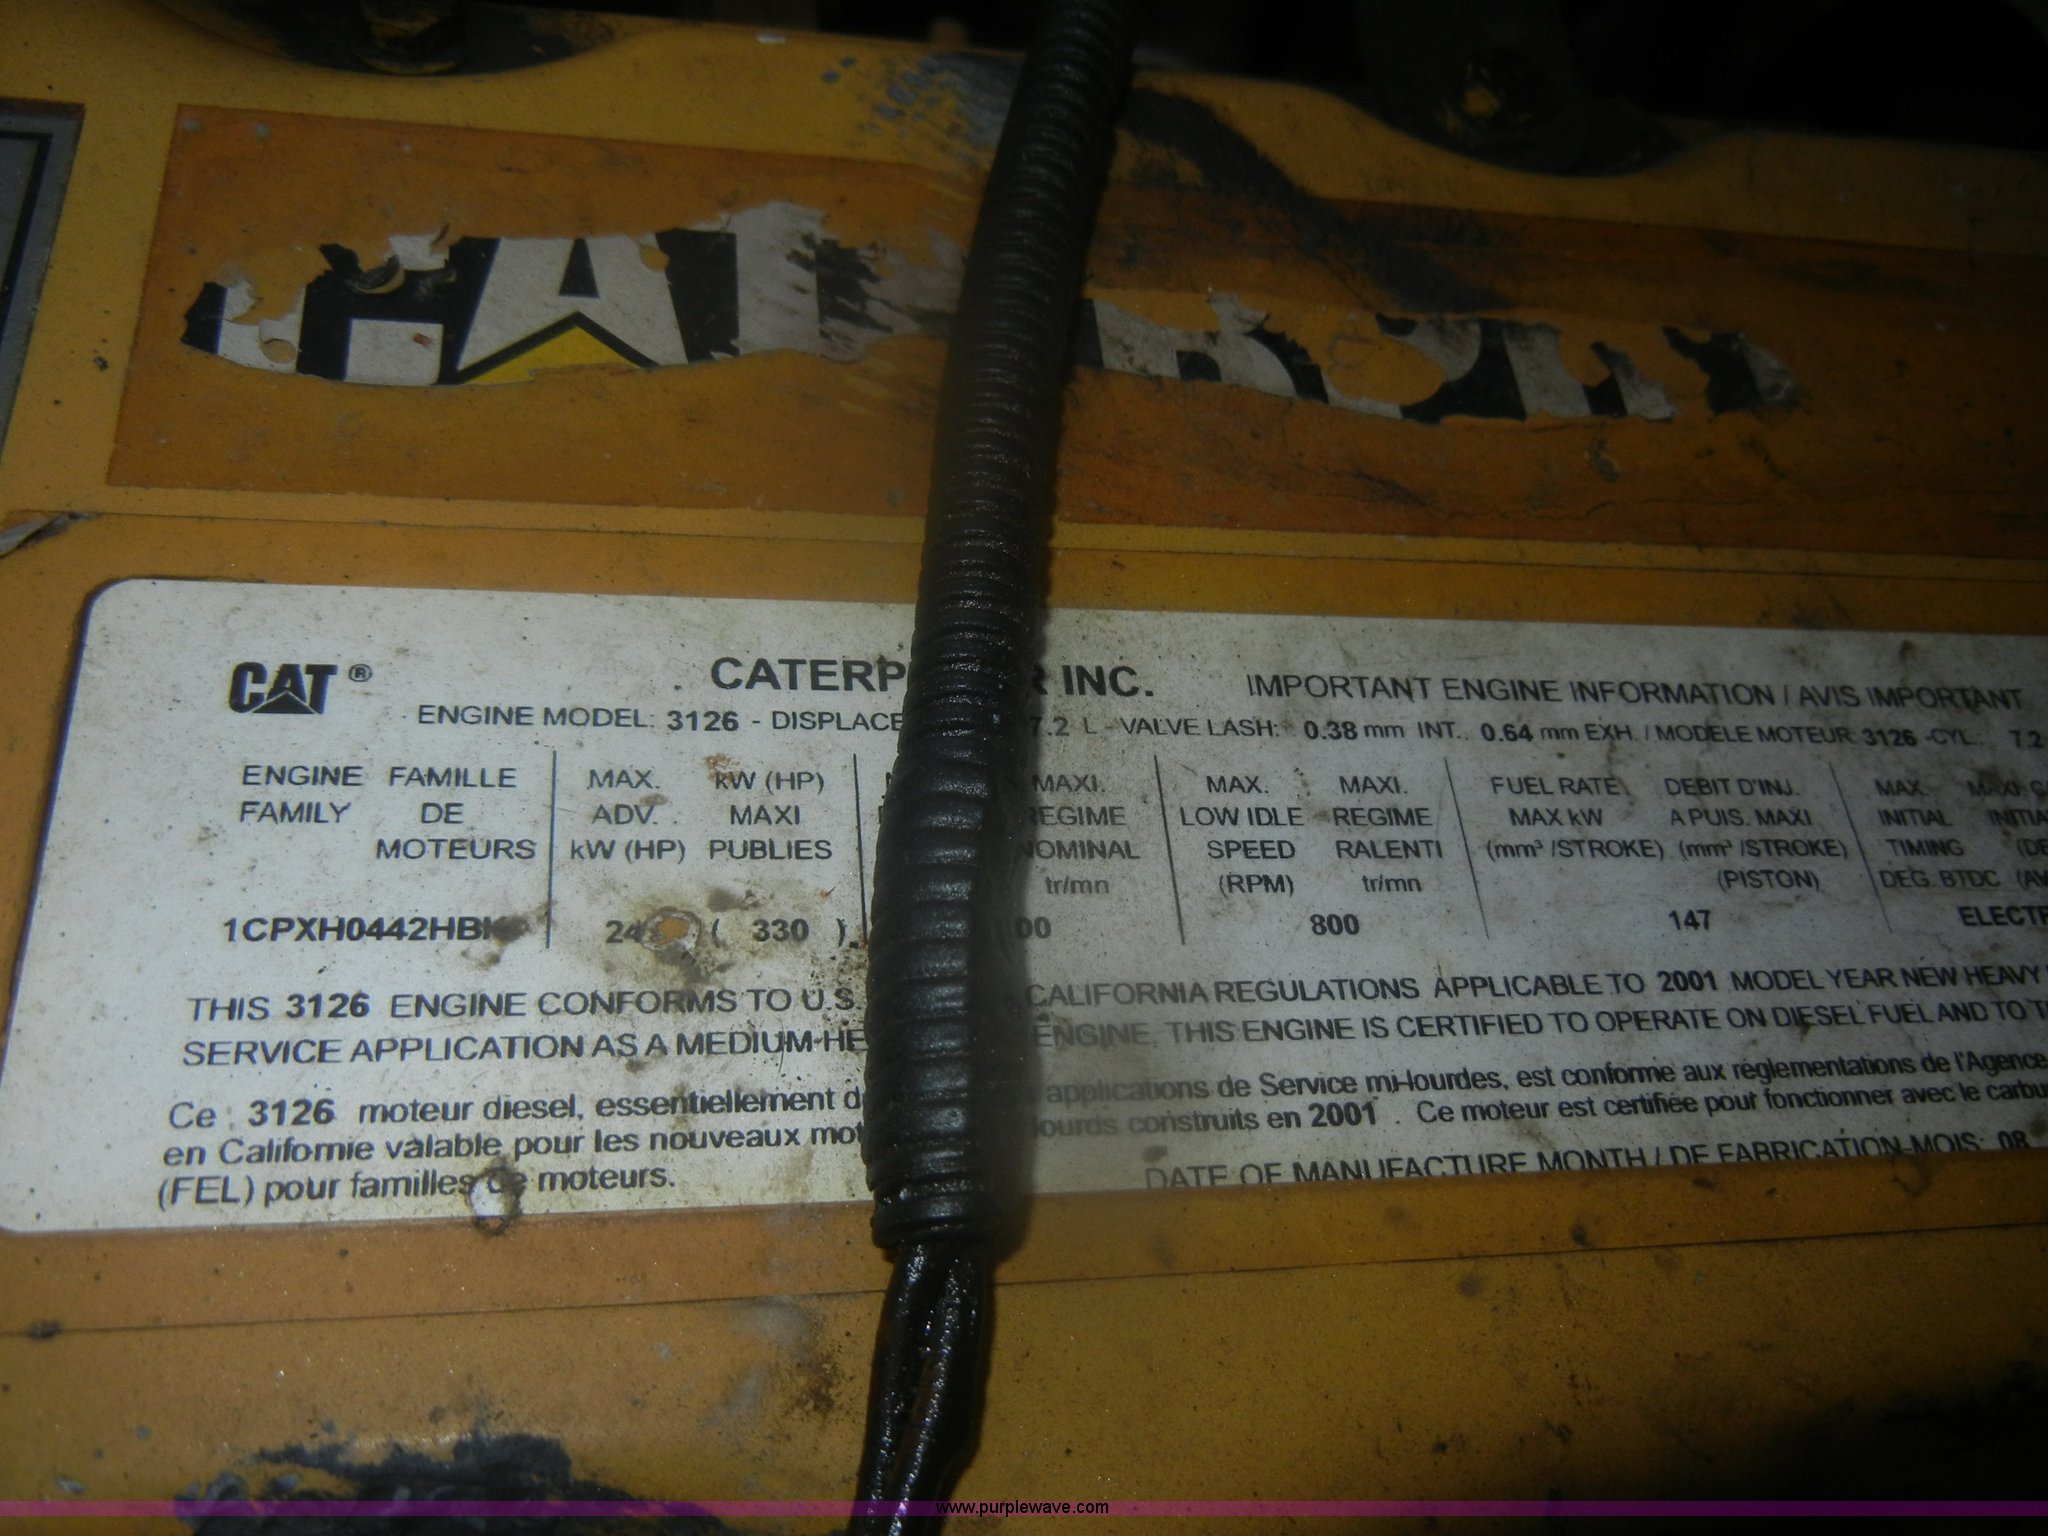 CAT
CAT ®
CATERP INC.
IMPORTANT ENGINE INFORMATION / AVIS IMPORTANT
ENGINE MODEL: 3126 - DISPLACE 7.2 L - VALVE LASH: 0.38 mm INT., 0.64 mm EXH. / MODELE MOTEUR 3126 -CYL.: 7.2
ENGINE FAMILLE MAX. kW (HP) MAXI. MAX. MAXI. FUEL RATE DEBIT D'INJ. MAX.
FAMILY DE ADV. MAXI REGIME LOW IDLE REGIME MAX kW A PUIS. MAXI INITIAL
MOTEURS kW (HP) PUBLIES NOMINAL SPEED RALENTI (mm³ /STROKE) (mm³ /STROKE) TIMING
tr/mn (RPM) tr/mn (PISTON) DEG. BTDC
1CPXH0442HB 24 ( 330 ) 00 800 147 ELECTR
THIS 3126 ENGINE CONFORMS TO U.S. CALIFORNIA REGULATIONS APPLICABLE TO 2001 MODEL YEAR NEW HEAVY
SERVICE APPLICATION AS A MEDIUM-HE ENGINE, THIS ENGINE IS CERTIFIED TO OPERATE ON DIESEL FUEL AND TO
Ce : 3126 moteur diesel, essentiellement d applications de Service mi-lourdes, est conforme aux réglementations de l'Agence
en Californie valable pour les nouveaux mot lourds construits en 2001 . Ce moteur est certifiée pour fonctionner avec le carbu
(FEL) pour familles de moteurs.
DATE OF MANUFACTURE MONTH / DE FABRICATION-MOIS: 08
www.purplewave.com